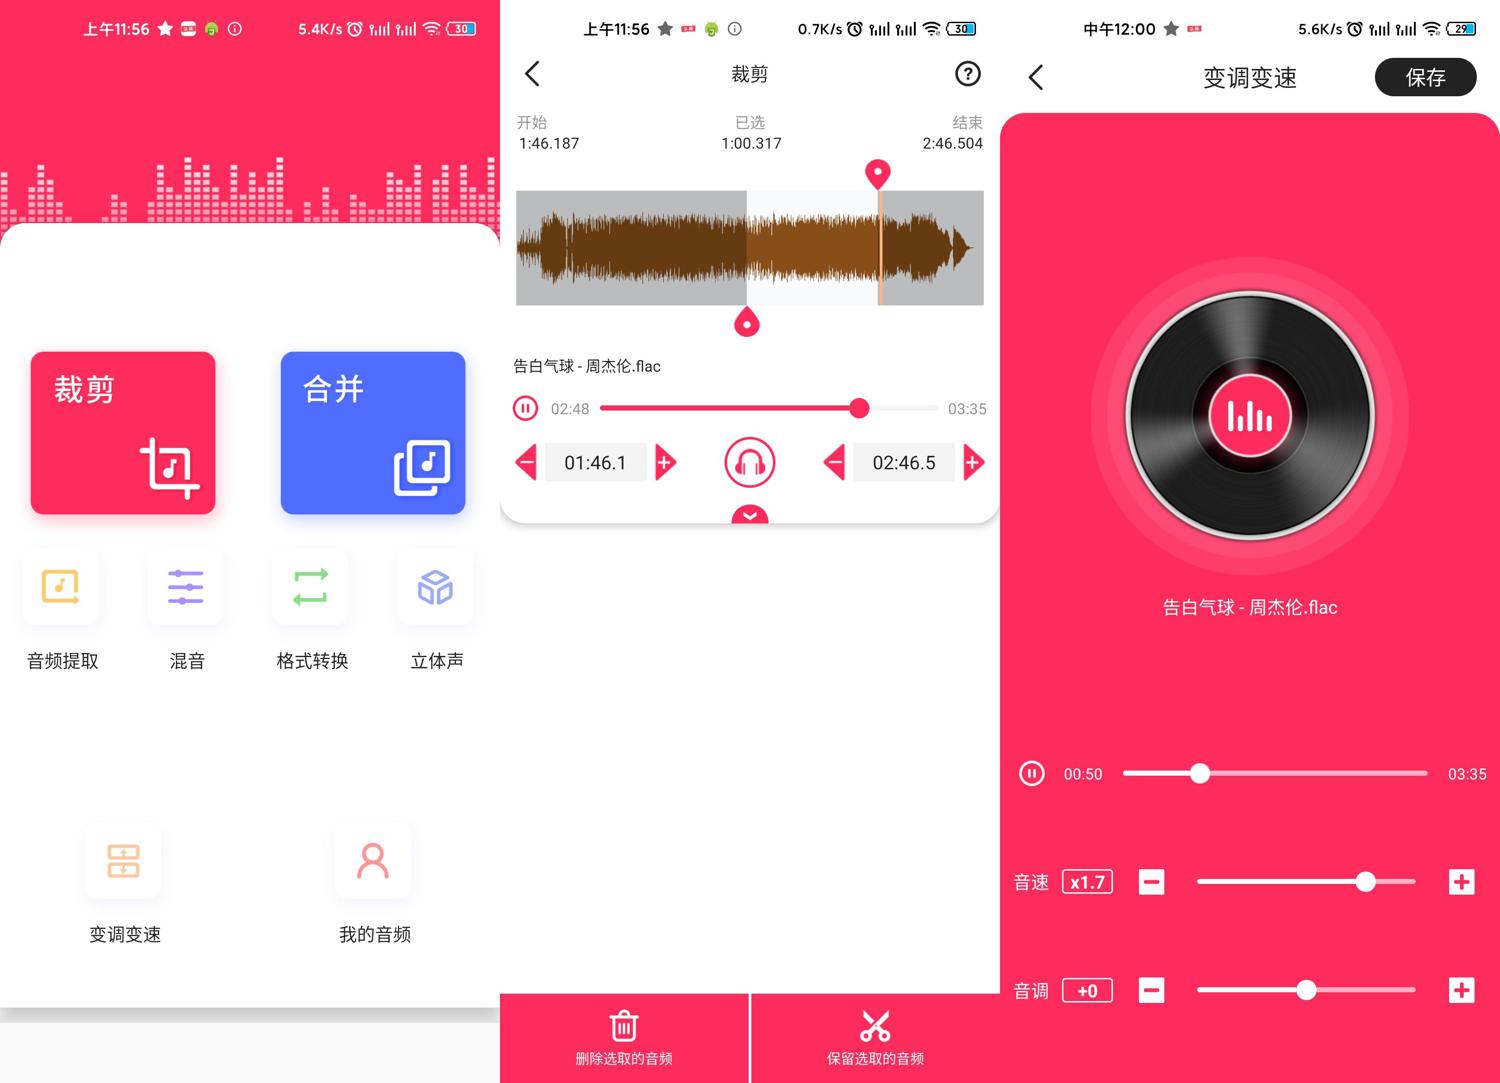 上午11:56
5.4K/s
30
裁剪
合并
音频提取
混音
格式转换
立体声
变调变速
我的音频
上午11:56
0.7K/s
30
裁剪
?
开始
已选
结束
1:46.187
1:00.317
2:46.504
告白气球 - 周杰伦.flac
02:48
03:35
01:46.1
02:46.5
删除选取的音频
保留选取的音频
中午12:00
5.6K/s
29
变调变速
保存
告白气球 - 周杰伦.flac
00:50
03:35
音速
x1.7
音调
+0